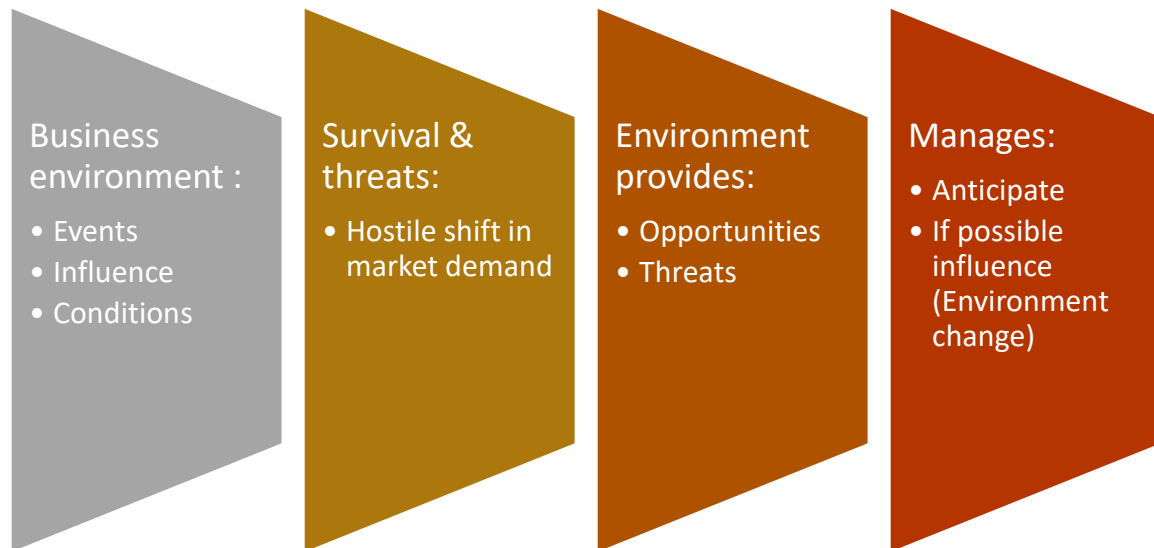 Business
environment :
• Events
• Influence
• Conditions
Survival &
threats:
• Hostile shift in
market demand
Environment
provides:
• Opportunities
• Threats
Manages:
• Anticipate
• If possible
influence
(Environment
change)